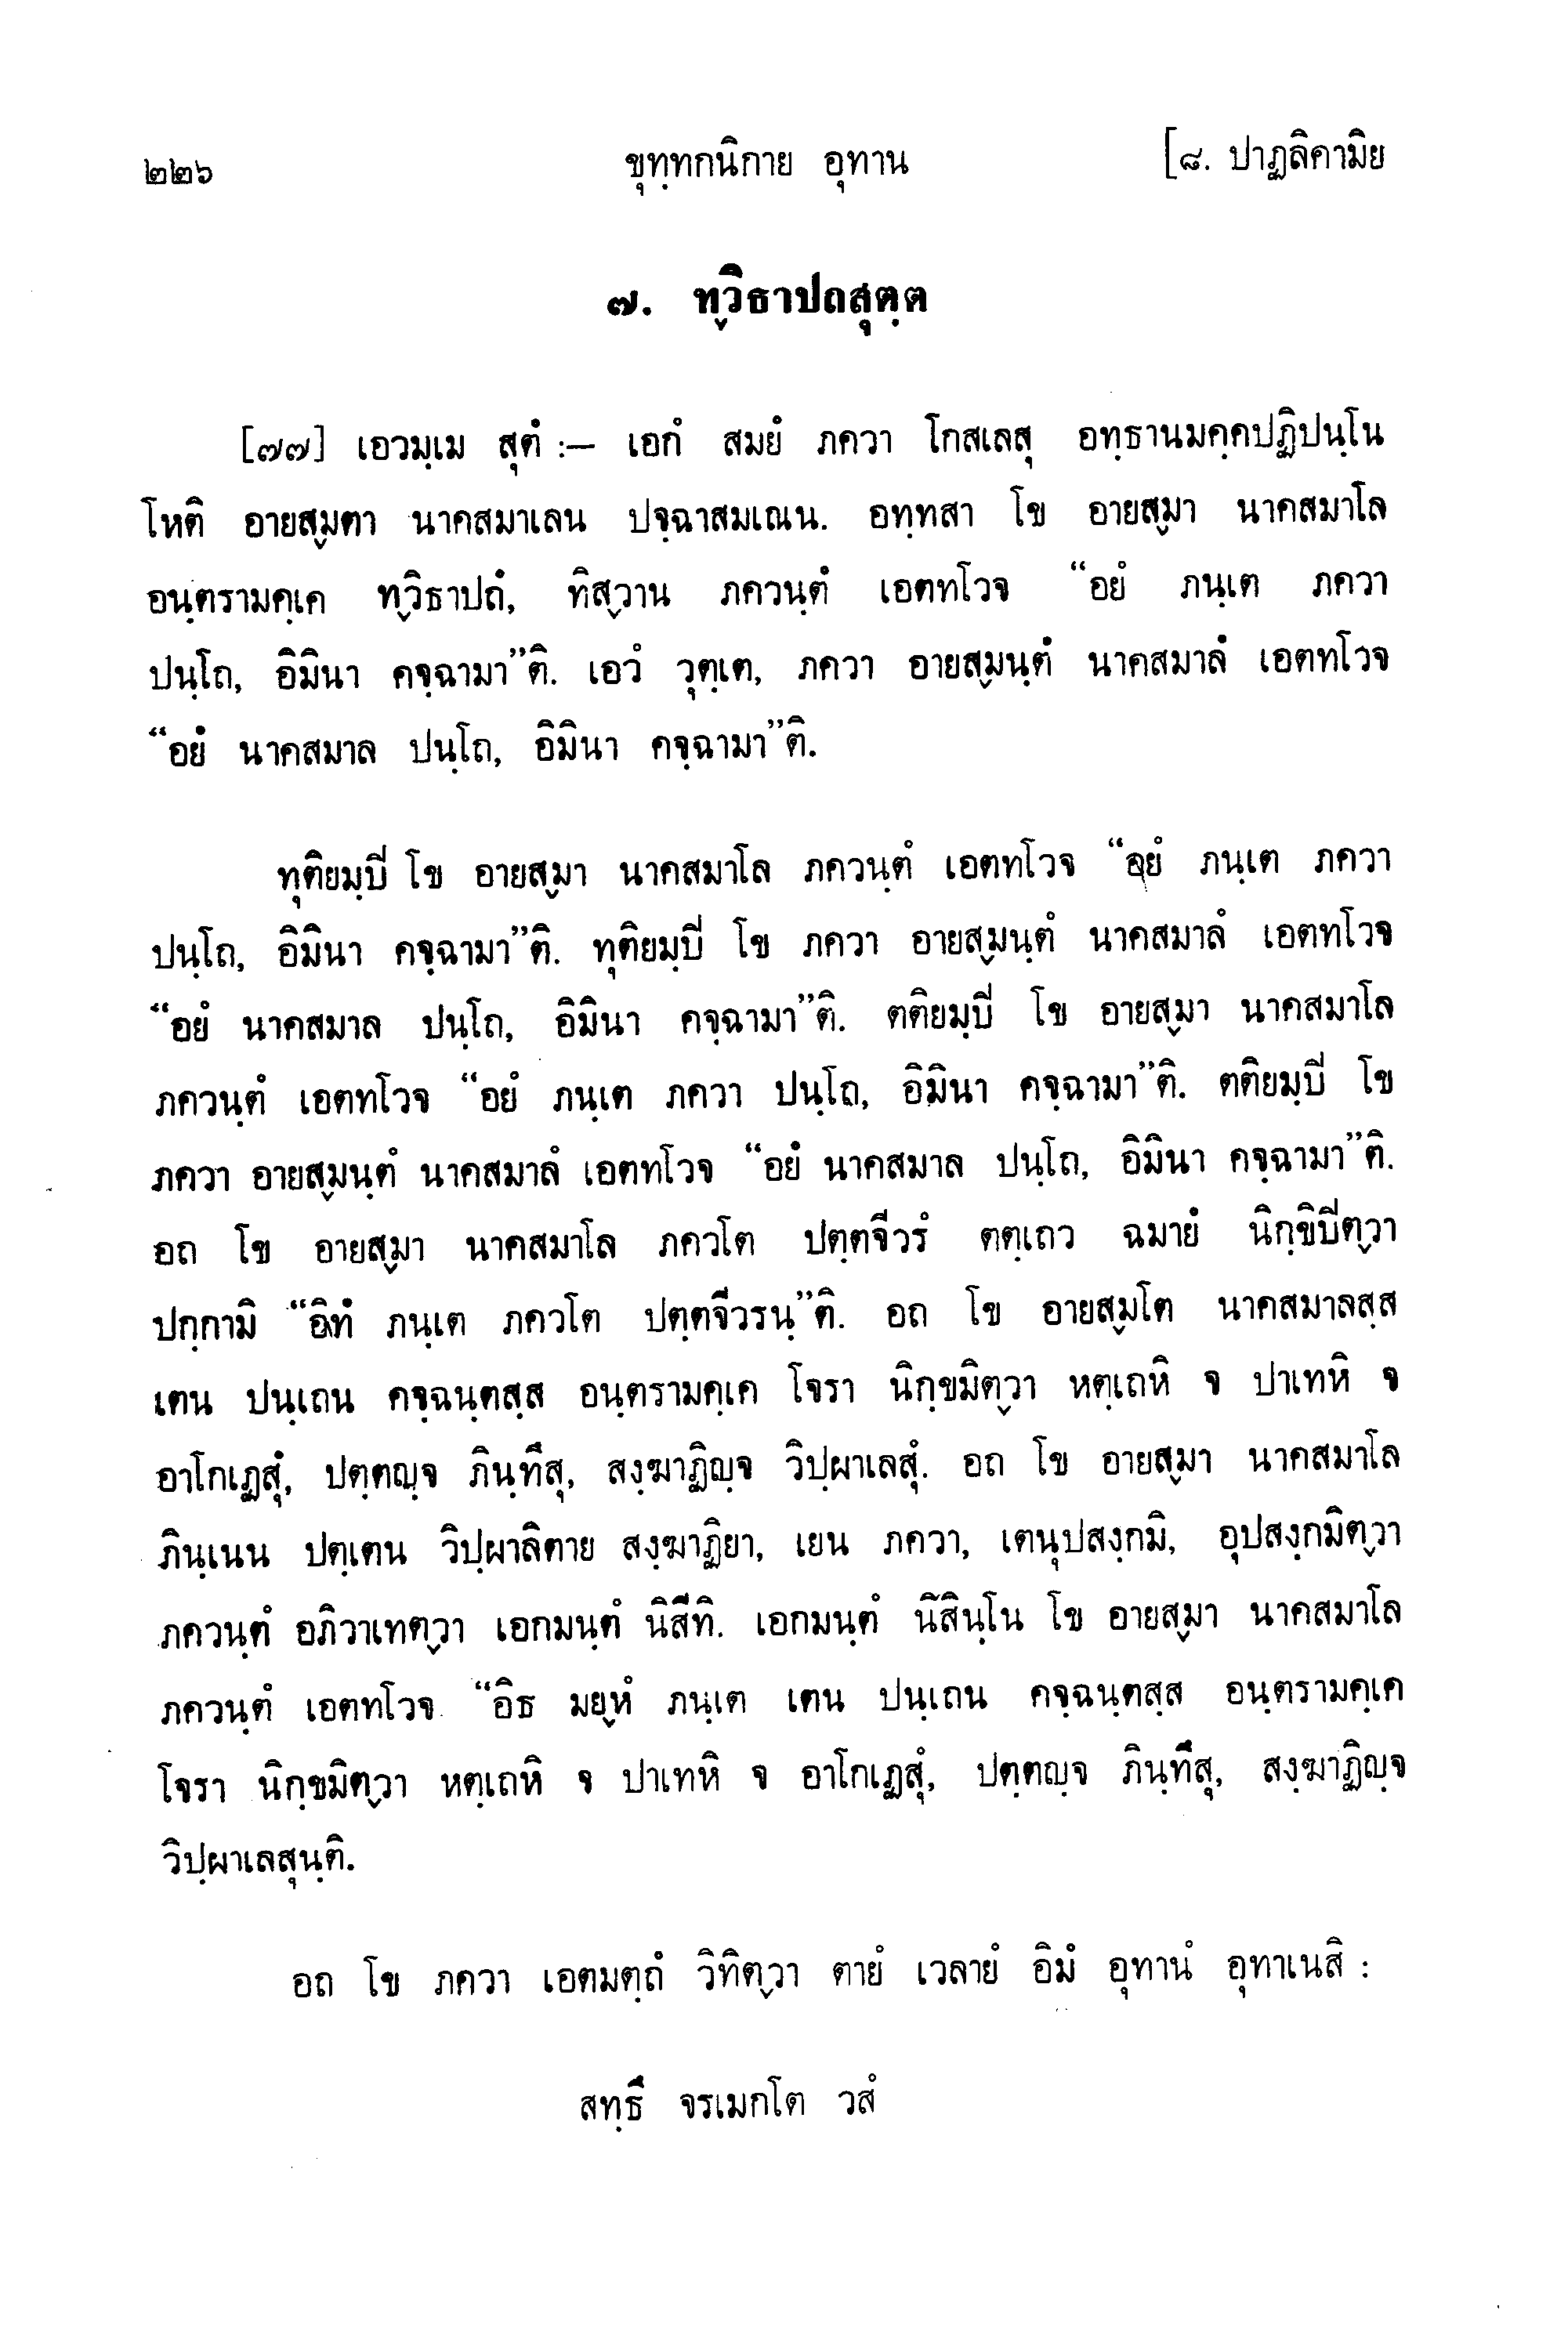 ๒๒๖ ขุทฺทกนิกาย อุทาน [๘. ปาฏลิคามิย
๗. ทฺวิธาปถสุตฺต
[๗๗] เอวมฺเม สุตํ :— เอกํ สมยํ ภควา โกสเลสุ อทฺธานมคฺคปฏิปนฺโน
โหติ อายสฺมตา นาคสมาเลน ปจฺฉาสมเณน. อทฺทสา โข อายสฺมา นาคสมาโล
อนฺตรามคฺเค ทฺวิธาปถํ, ทิสฺวาน ภควนฺตํ เอตทโวจ “อยํ ภนฺเต ภควา
ปนฺโถ, อิมินา คจฺฉามา”ติ. เอวํ วุตฺเต, ภควา อายสฺมนฺตํ นาคสมาลํ เอตทโวจ
“อยํ นาคสมาล ปนฺโถ, อิมินา คจฺฉามา”ติ.
ทุติยมฺปิ โข อายสฺมา นาคสมาโล ภควนฺตํ เอตทโวจ “อยํ ภนฺเต ภควา
ปนฺโถ, อิมินา คจฺฉามา”ติ. ทุติยมฺปิ โข ภควา อายสฺมนฺตํ นาคสมาลํ เอตทโวจ
“อยํ นาคสมาล ปนฺโถ, อิมินา คจฺฉามา”ติ. ตติยมฺปิ โข อายสฺมา นาคสมาโล
ภควนฺตํ เอตทโวจ “อยํ ภนฺเต ภควา ปนฺโถ, อิมินา คจฺฉามา”ติ. ตติยมฺปิ โข
ภควา อายสฺมนฺตํ นาคสมาลํ เอตทโวจ “อยํ นาคสมาล ปนฺโถ, อิมินา คจฺฉามา”ติ.
อถ โข อายสฺมา นาคสมาโล ภควโต ปตฺตจีวรํ ตตฺเถว ฉมายํ นิกฺขิปิตฺวา
ปกฺกามิ “อิทํ ภนฺเต ภควโต ปตฺตจีวรนฺ”ติ. อถ โข อายสฺมโต นาคสมาลสฺส
เตน ปนฺเถน คจฺฉนฺตสฺส อนฺตรามคฺเค โจรา นิกฺขมิตฺวา หตฺเถหิ จ ปาเทหิ จ
อาโกเฏสุํ, ปตฺตญฺจ ภินฺทึสุ, สงฺฆาฏิญฺจ วิปฺผาเลสุํ. อถ โข อายสฺมา นาคสมาโล
ภินฺเนน ปตฺเตน วิปฺผาลิตาย สงฺฆาฏิยา, เยน ภควา, เตนุปสงฺกมิ, อุปสงฺกมิตฺวา
ภควนฺตํ อภิวาเทตฺวา เอกมนฺตํ นิสีทิ. เอกมนฺตํ นิสินฺโน โข อายสฺมา นาคสมาโล
ภควนฺตํ เอตทโวจ “อิธ มยฺหํ ภนฺเต เตน ปนฺเถน คจฺฉนฺตสฺส อนฺตรามคฺเค
โจรา นิกฺขมิตฺวา หตฺเถหิ จ ปาเทหิ จ อาโกเฏสุํ, ปตฺตญฺจ ภินฺทึสุ, สงฺฆาฏิญฺจ
วิปฺผาเลสุนฺติ.
อถ โข ภควา เอตมตฺถํ วิทิตฺวา ตายํ เวลายํ อิมํ อุทานํ อุทาเนสิ :
สทฺธึ จรเมกโต วสํ